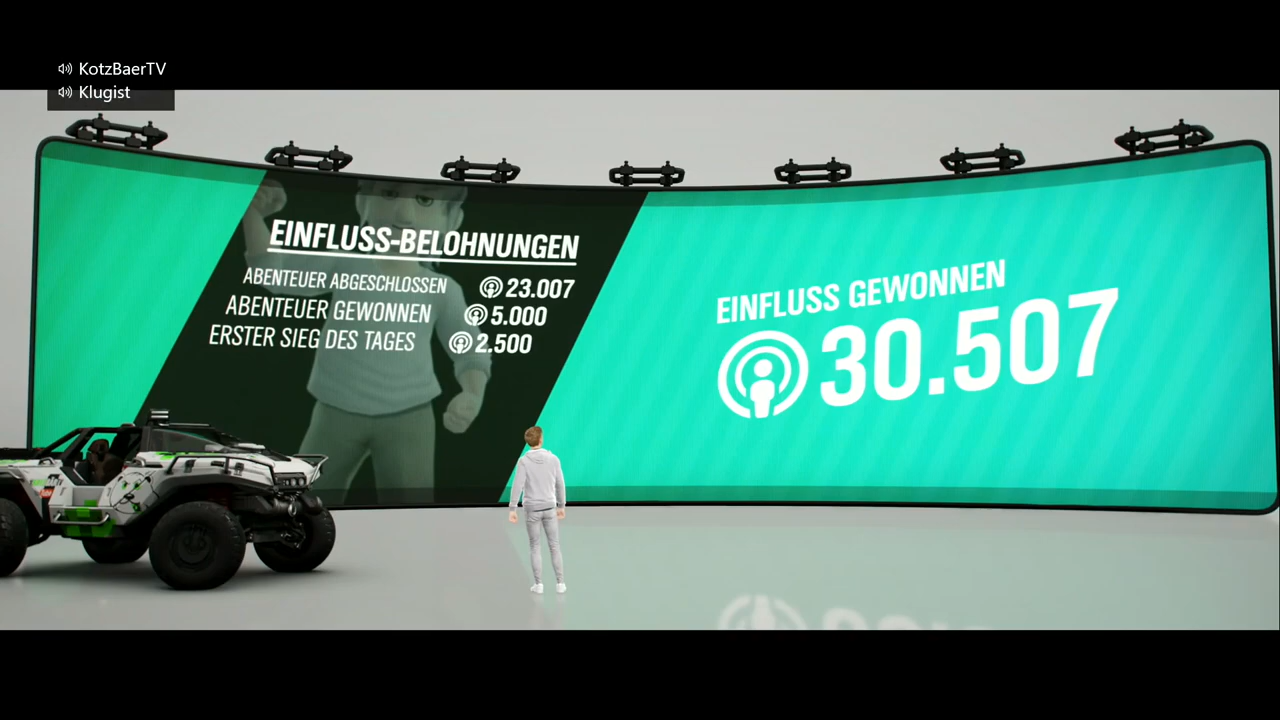 KotzBaerTV
Klugist
EINFLUSS-BELOHNUNGEN
ABENTEUER ABGESCHLOSSEN 23.007
ABENTEUER GEWONNEN 5.000
ERSTER SIEG DES TAGES 2.500
EINFLUSS GEWONNEN
30.507